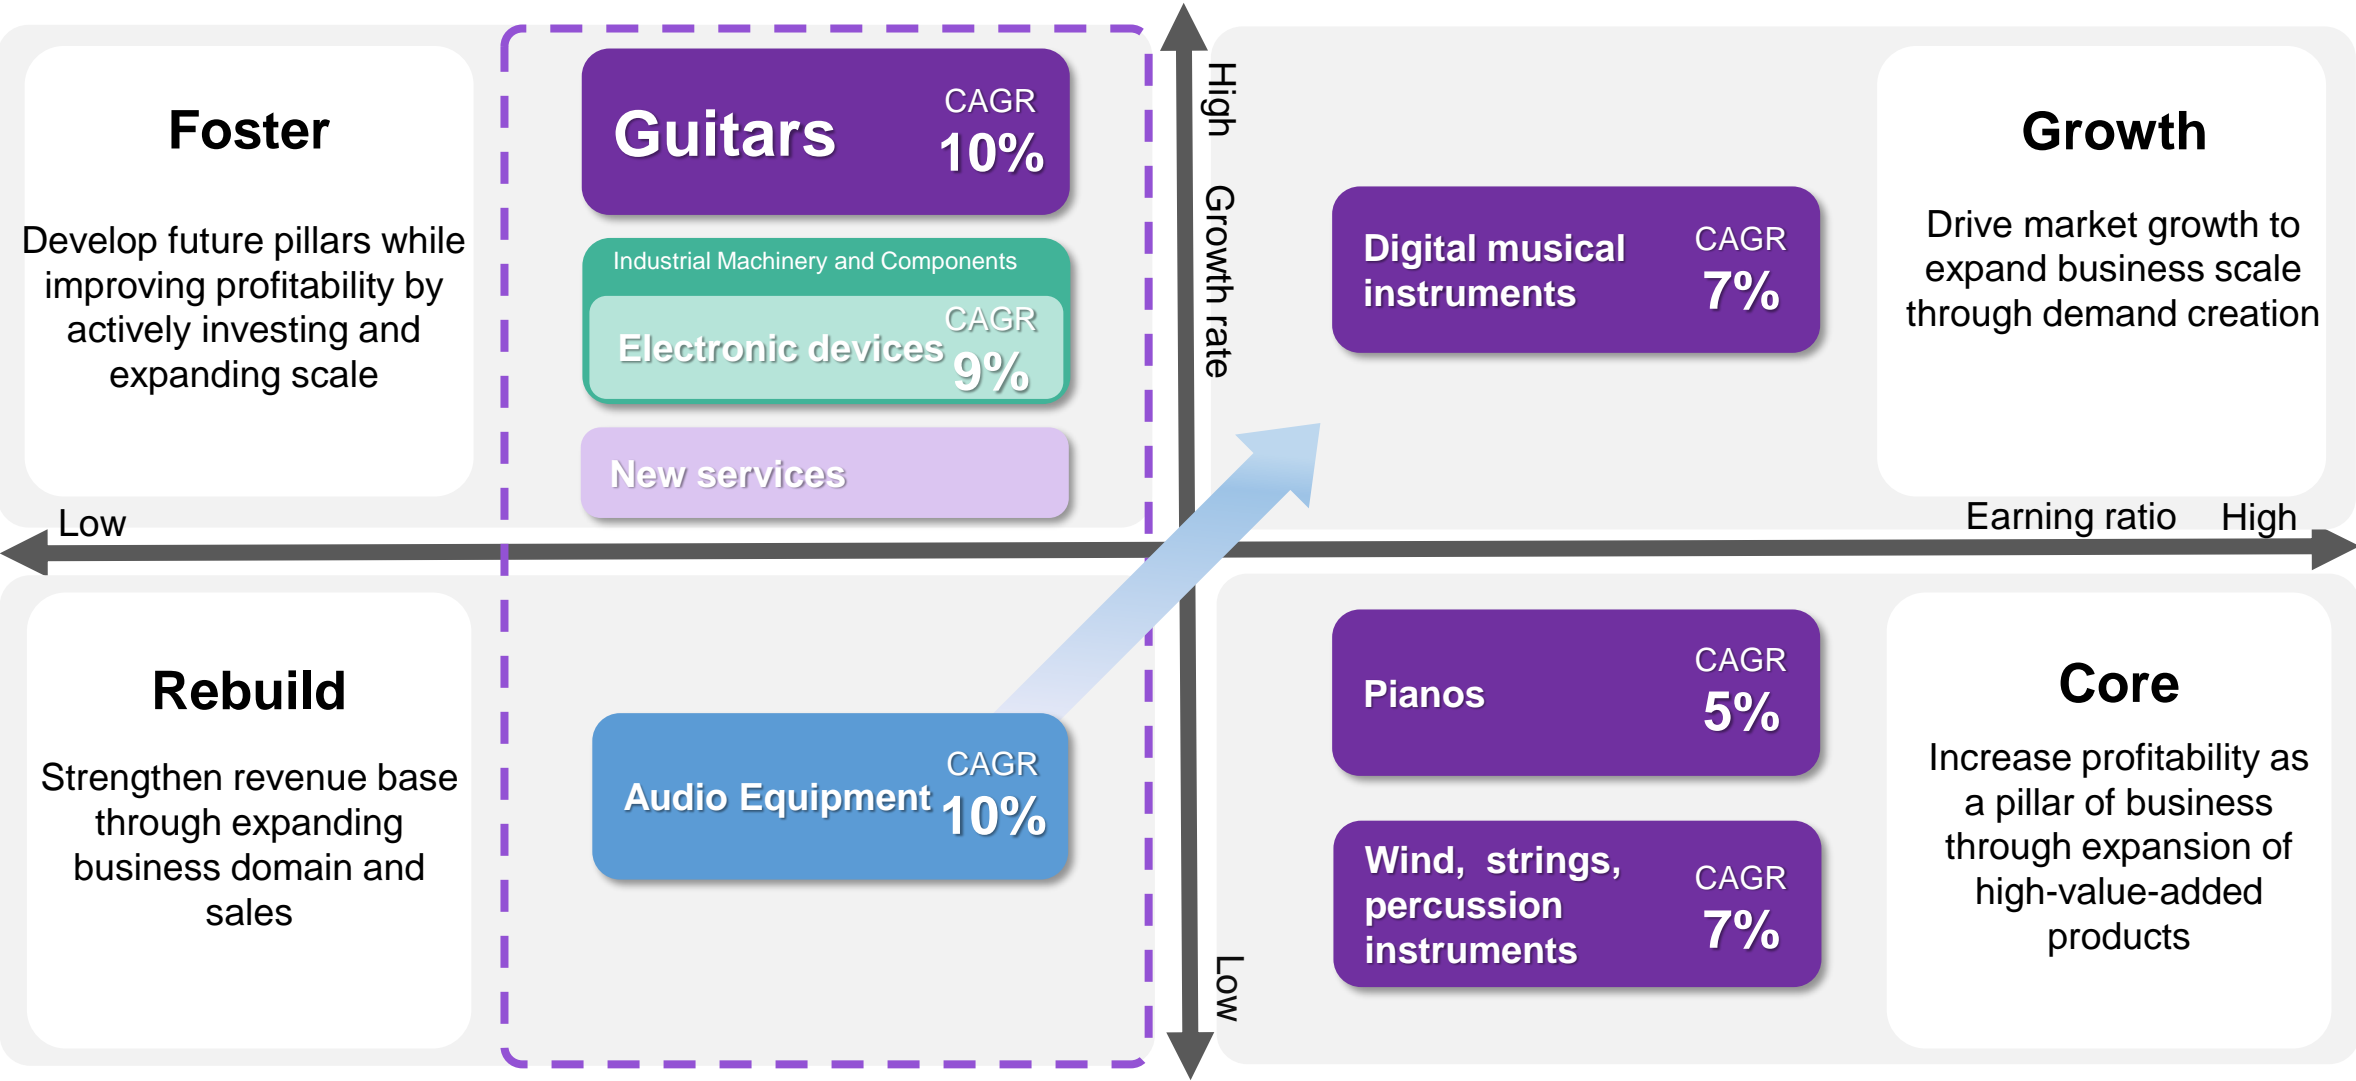 Foster
Develop future pillars while
improving profitability by
actively investing and
expanding scale
Guitars
CAGR
10%
Industrial Machinery and Components
Electronic devices
CAGR
9%
New services
High
Growth rate
Low
Digital musical
instruments
CAGR
7%
Growth
Drive market growth to
expand business scale
through demand creation
Low
Earning ratio
High
Rebuild
Strengthen revenue base
through expanding
business domain and
sales
Audio Equipment
CAGR
10%
Pianos
CAGR
5%
Wind, strings,
percussion
instruments
CAGR
7%
Core
Increase profitability as
a pillar of business
through expansion of
high-value-added
products